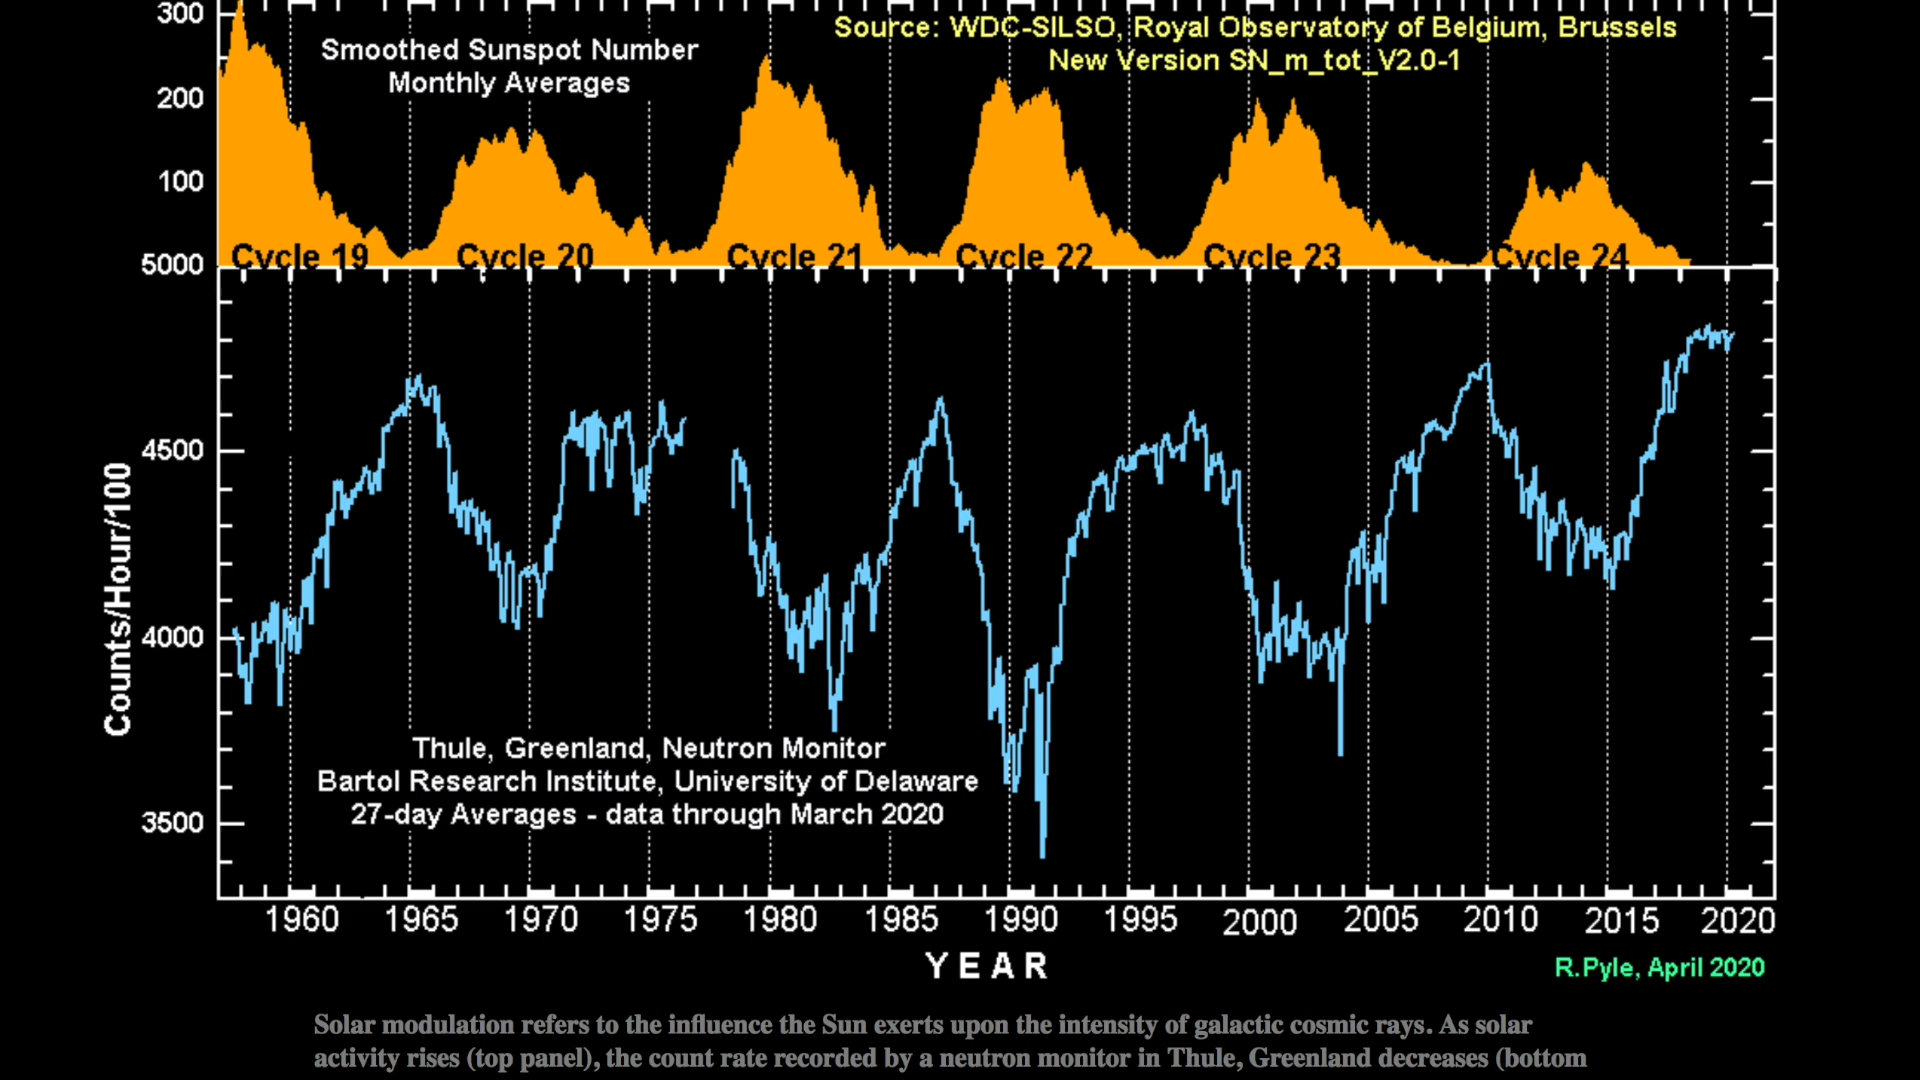 300
Smoothed Sunspot Number
Monthly Averages
Source: WDC-SILSO, Royal Observatory of Belgium, Brussels
New Version SN_m_tot_V2.0-1
200
100
Cycle 19
Cycle 20
Cycle 21
Cycle 22
Cycle 23
Cycle 24
5000
4500
4000
3500
Counts/Hour/100
Thule, Greenland, Neutron Monitor
Bartol Research Institute, University of Delaware
27-day Averages - data through March 2020
1960 1965 1970 1975 1980 1985 1990 1995 2000 2005 2010 2015 2020
YEAR
R.Pyle, April 2020
Solar modulation refers to the influence the Sun exerts upon the intensity of galactic cosmic rays. As solar
activity rises (top panel), the count rate recorded by a neutron monitor in Thule, Greenland decreases (bottom